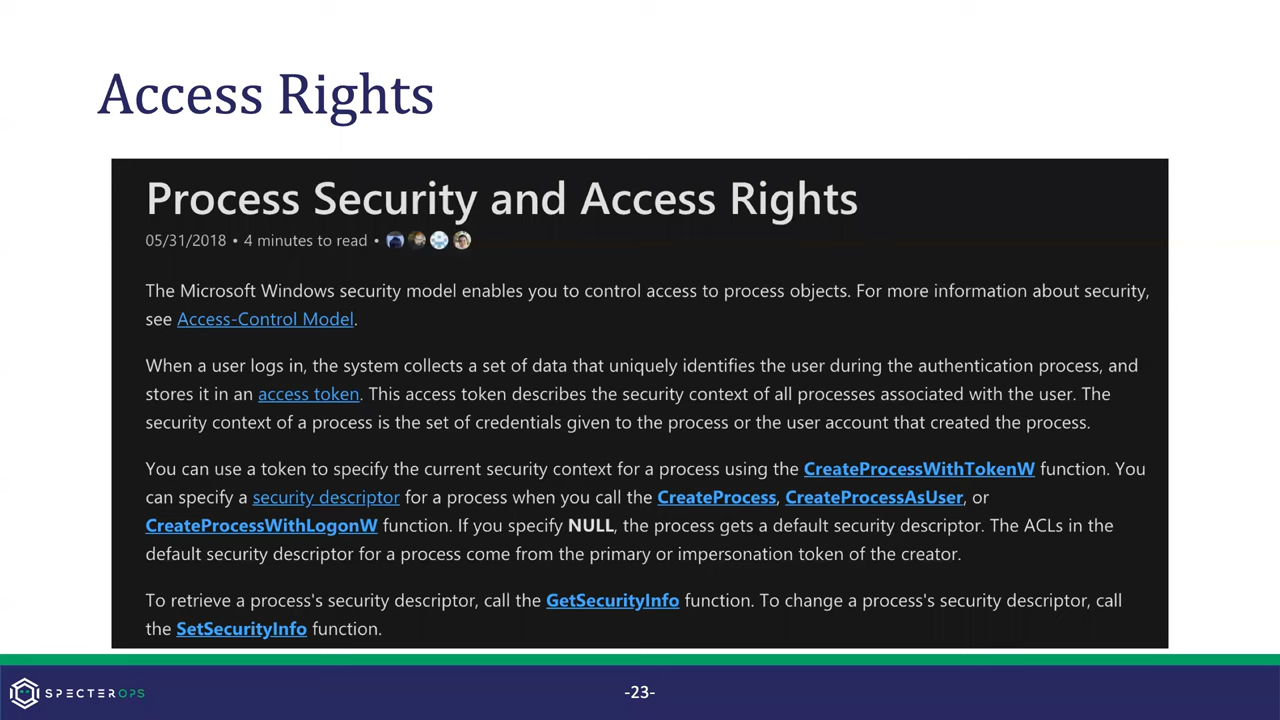 Access Rights
Process Security and Access Rights
05/31/2018 • 4 minutes to read •
The Microsoft Windows security model enables you to control access to process objects. For more information about security,
see Access-Control Model.
When a user logs in, the system collects a set of data that uniquely identifies the user during the authentication process, and
stores it in an access token. This access token describes the security context of all processes associated with the user. The
security context of a process is the set of credentials given to the process or the user account that created the process.
You can use a token to specify the current security context for a process using the CreateProcessWithTokenW function. You
can specify a security descriptor for a process when you call the CreateProcess, CreateProcessAsUser, or
CreateProcessWithLogonW function. If you specify NULL, the process gets a default security descriptor. The ACLs in the
default security descriptor for a process come from the primary or impersonation token of the creator.
To retrieve a process's security descriptor, call the GetSecurityInfo function. To change a process's security descriptor, call
the SetSecurityInfo function.
SPECTEROPS
-23-